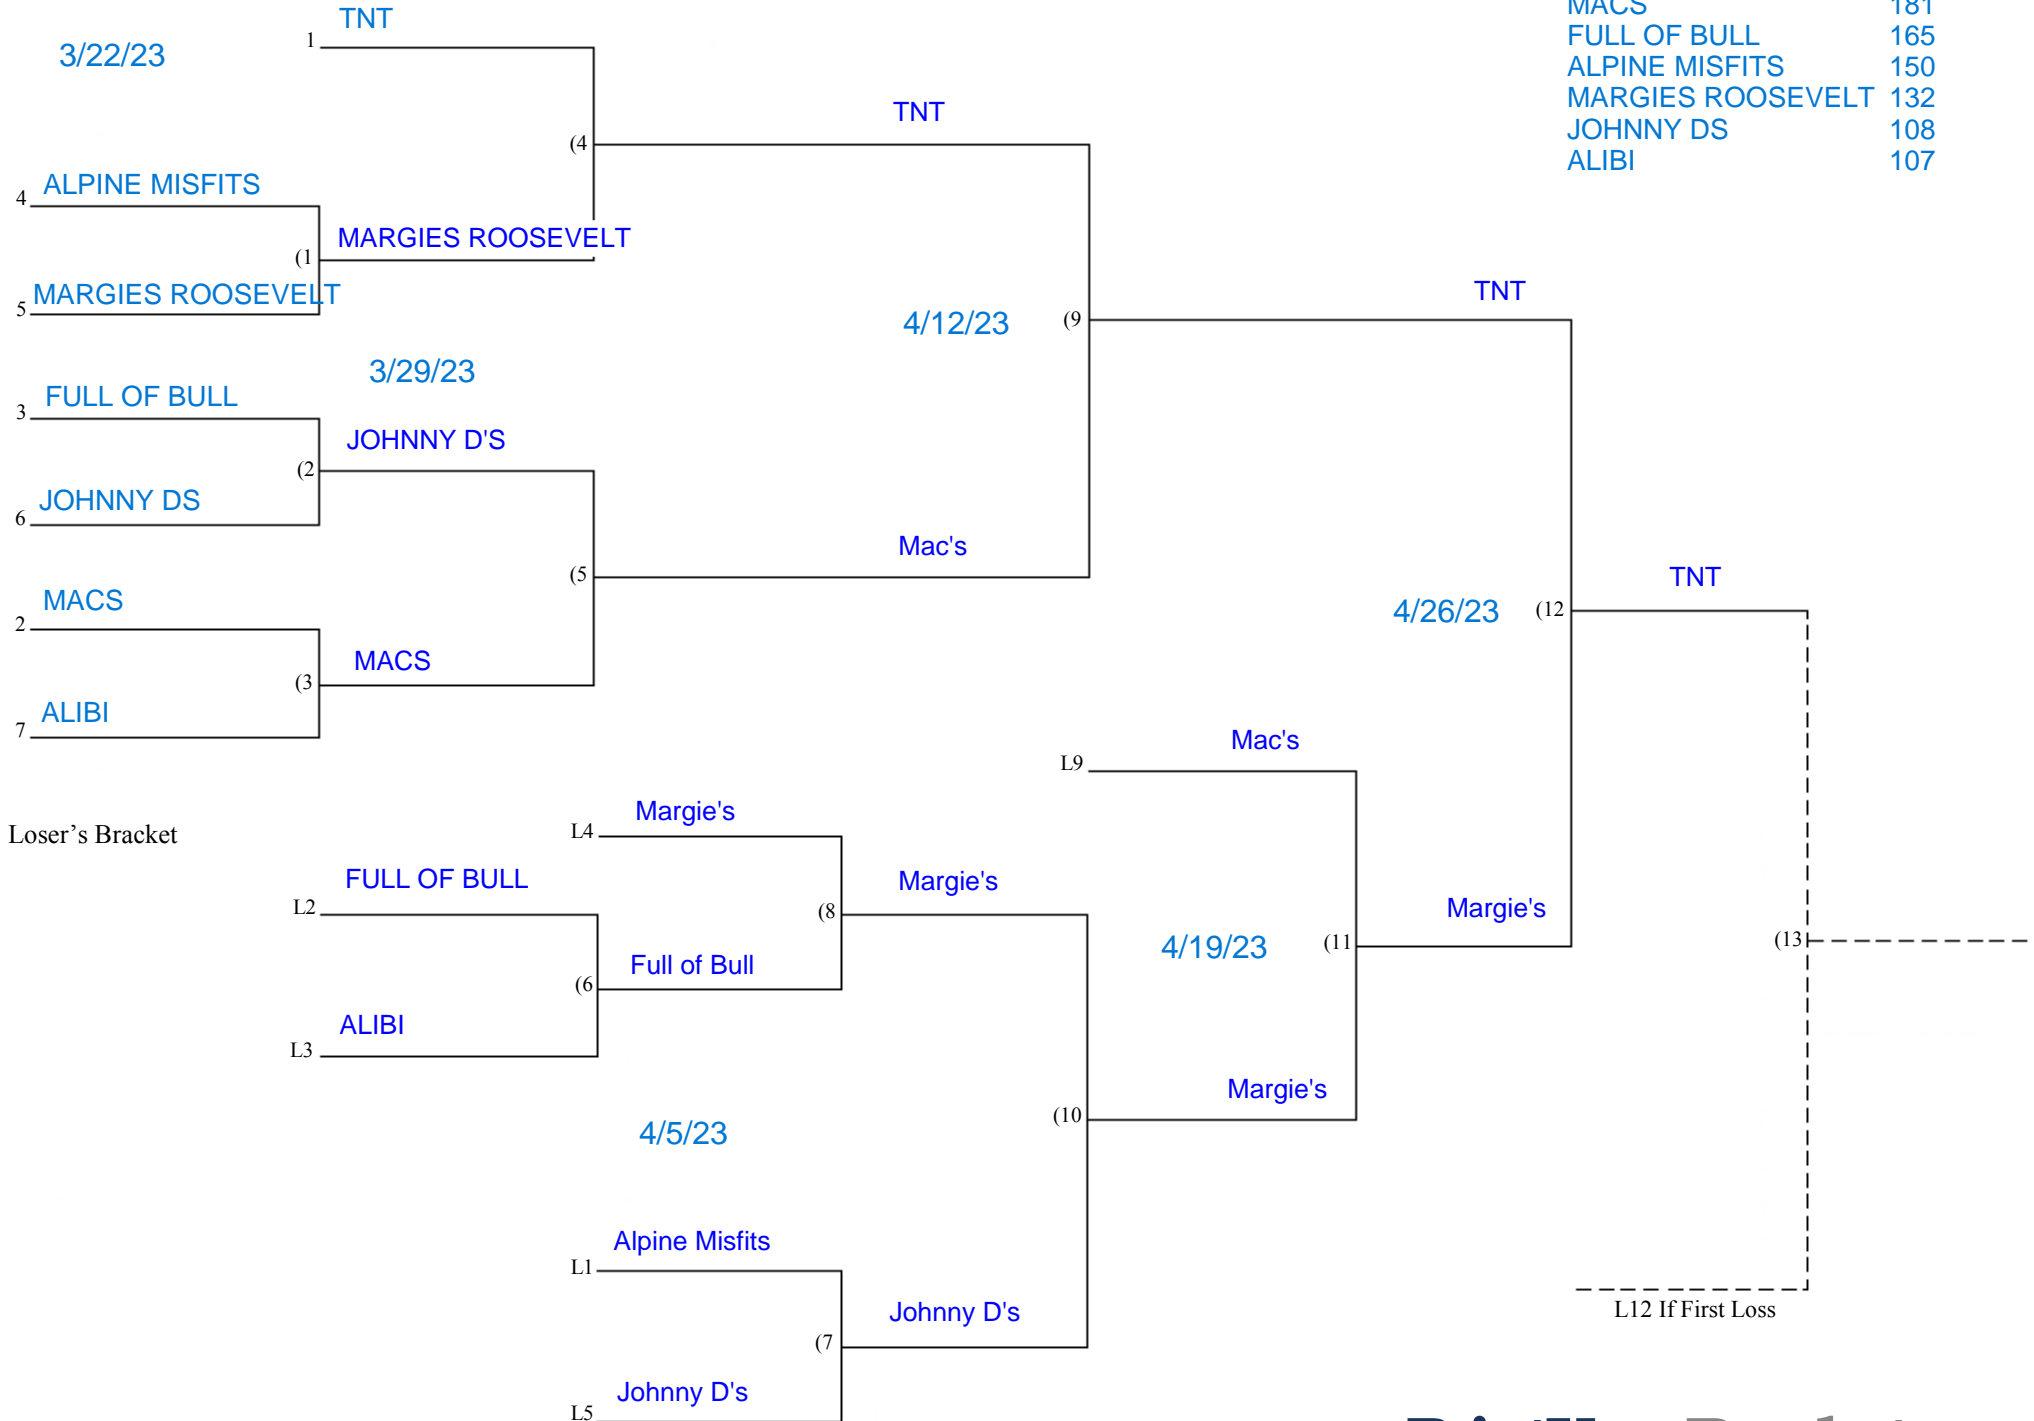 TNT
1
3/22/23
MACS 181
FULL OF BULL 165
ALPINE MISFITS 150
MARGIES ROOSEVELT 132
JOHNNY DS 108
ALIBI 107
TNT
(4
4 ALPINE MISFITS
MARGIES ROOSEVELT
(1
5 MARGIES ROOSEVELT
TNT
4/12/23
(9
3/29/23
3 FULL OF BULL
JOHNNY D'S
(2
6 JOHNNY DS
Mac's
(5
TNT
2 MACS
4/26/23
(12
MACS
(3
7 ALIBI
Mac's
L9
Loser's Bracket
Margie's
L4
FULL OF BULL
L2
Margie's
(8
Margie's
4/19/23
(11
(13
Full of Bull
(6
ALIBI
L3
Margie's
(10
4/5/23
Alpine Misfits
L1
L12 If First Loss
Johnny D's
(7
Johnny D's
L5